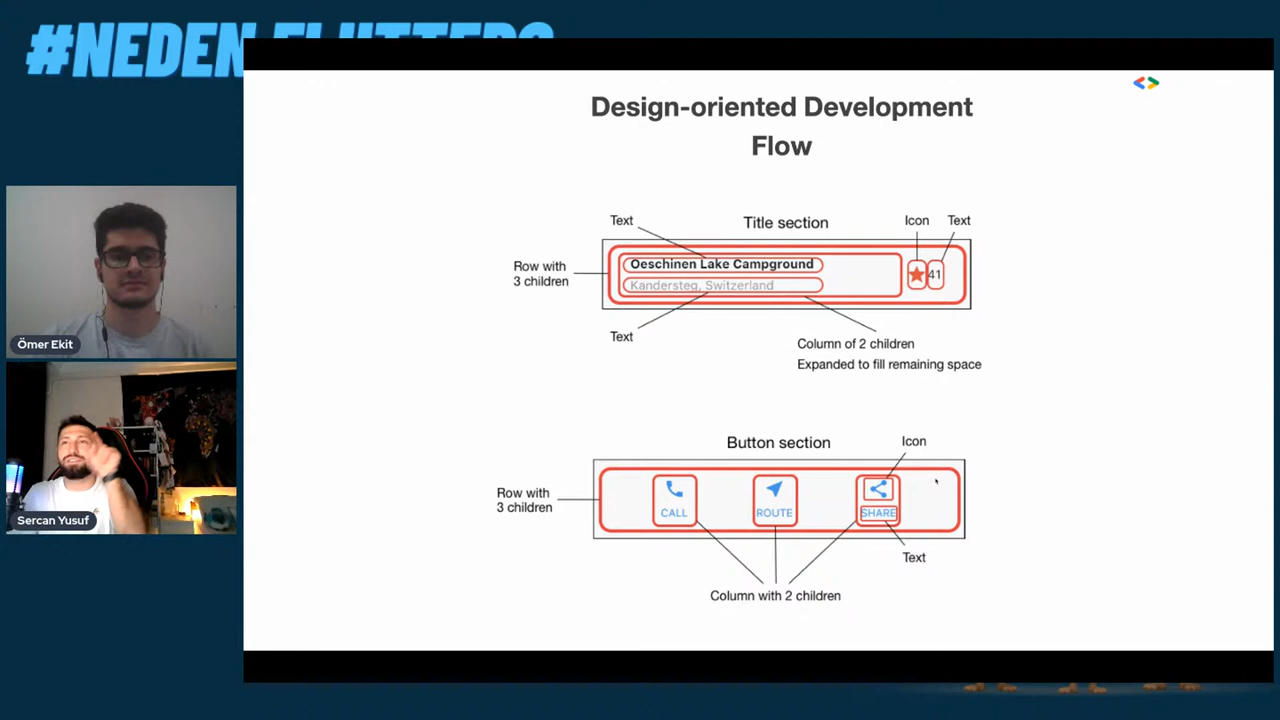 #NEDEN FLUTTER?
Design-oriented Development
Flow
Text
Title section
Icon
Text
Row with
3 children
Oeschinen Lake Campground
Kandersteg, Switzerland
41
Text
Column of 2 children
Expanded to fill remaining space
Button section
Icon
Row with
3 children
CALL
ROUTE
SHARE
Text
Column with 2 children
Ömer Ekit
Sercan Yusuf